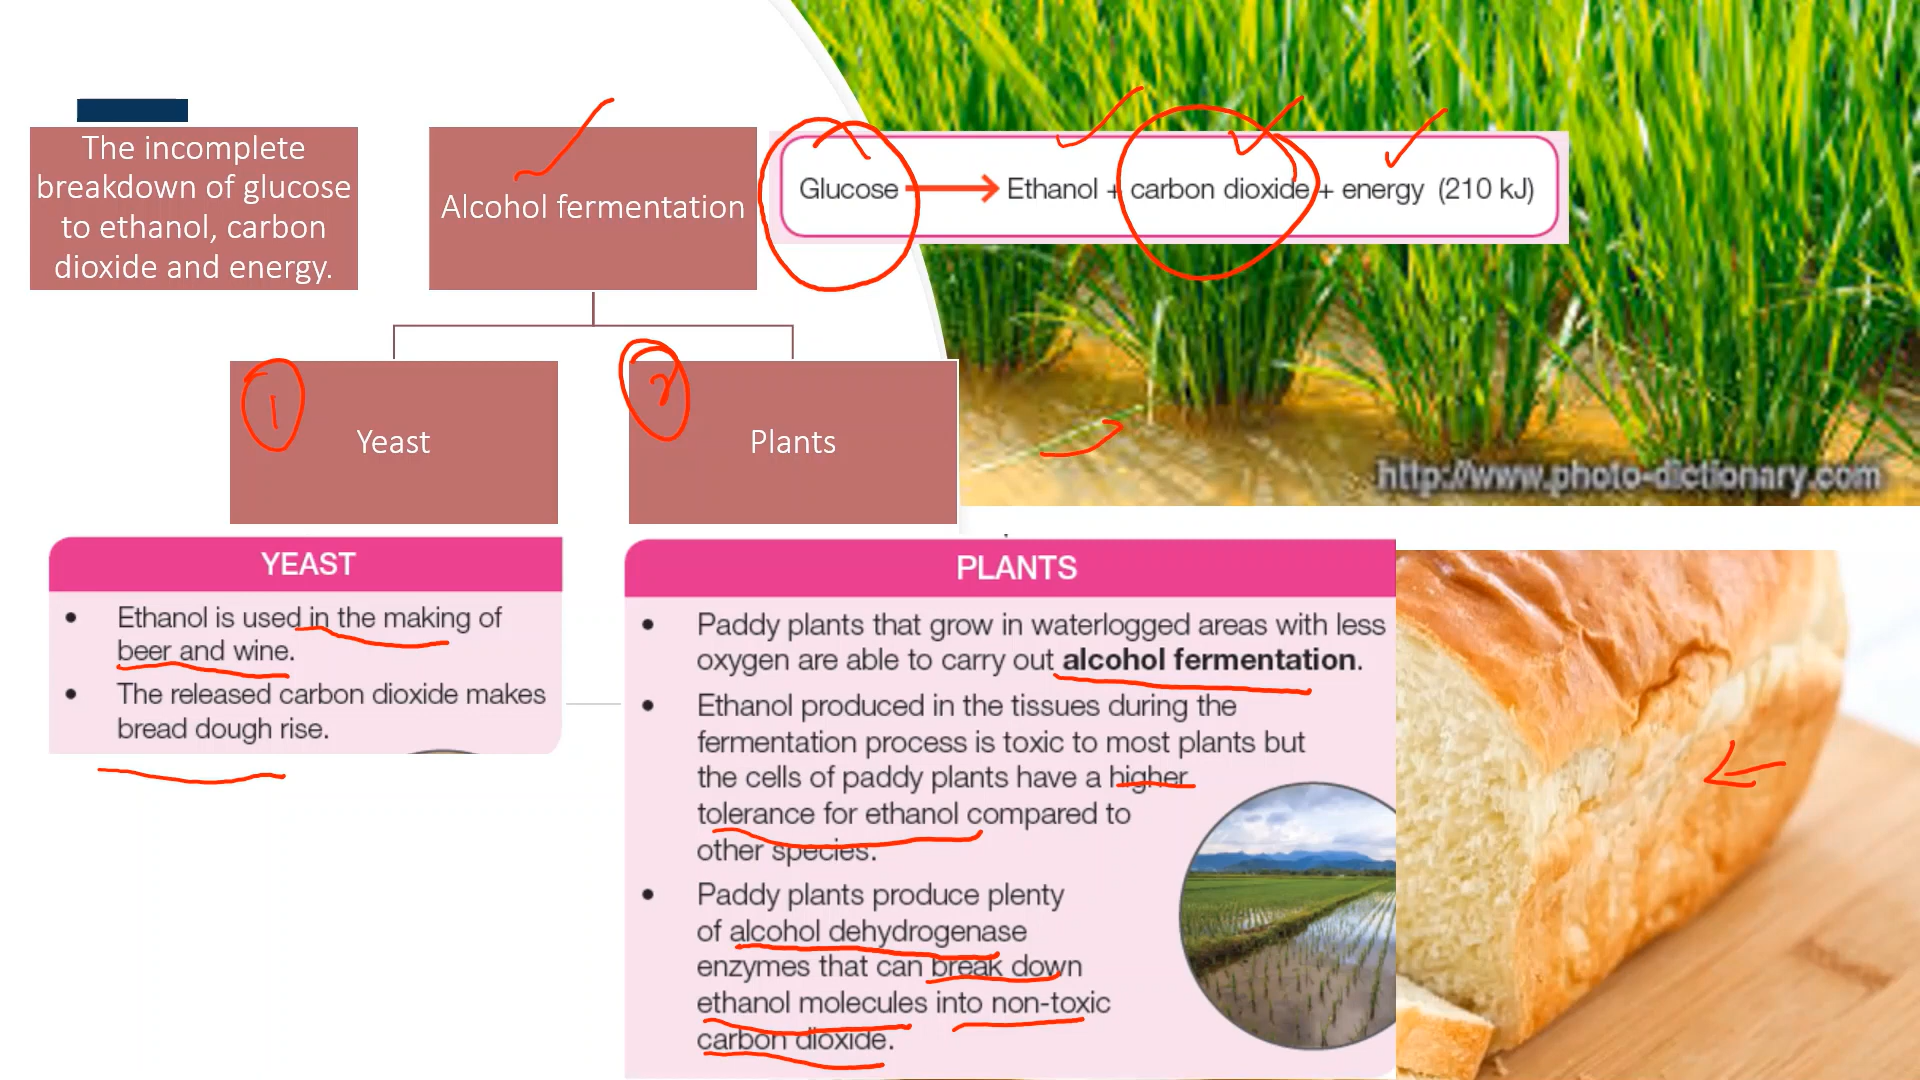 The incomplete
breakdown of glucose
to ethanol, carbon
dioxide and energy.
Alcohol fermentation
Glucose → Ethanol + carbon dioxide + energy (210 kJ)
1
Yeast
2
Plants
http://www.photo-dictionary.com
YEAST
• Ethanol is used in the making of
beer and wine.
• The released carbon dioxide makes
bread dough rise.
PLANTS
• Paddy plants that grow in waterlogged areas with less
oxygen are able to carry out alcohol fermentation.
• Ethanol produced in the tissues during the
fermentation process is toxic to most plants but
the cells of paddy plants have a higher
tolerance for ethanol compared to
other species.
• Paddy plants produce plenty
of alcohol dehydrogenase
enzymes that can break down
ethanol molecules into non-toxic
carbon dioxide.